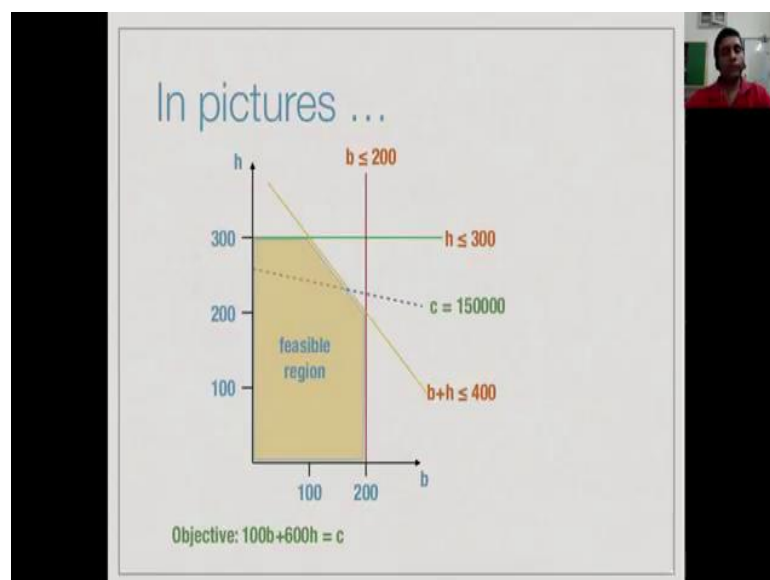 In pictures ...
h
b ≤ 200
300
h ≤ 300
200
c = 150000
feasible
region
100
b+h ≤ 400
100
200
b
Objective: 100b+600h = c